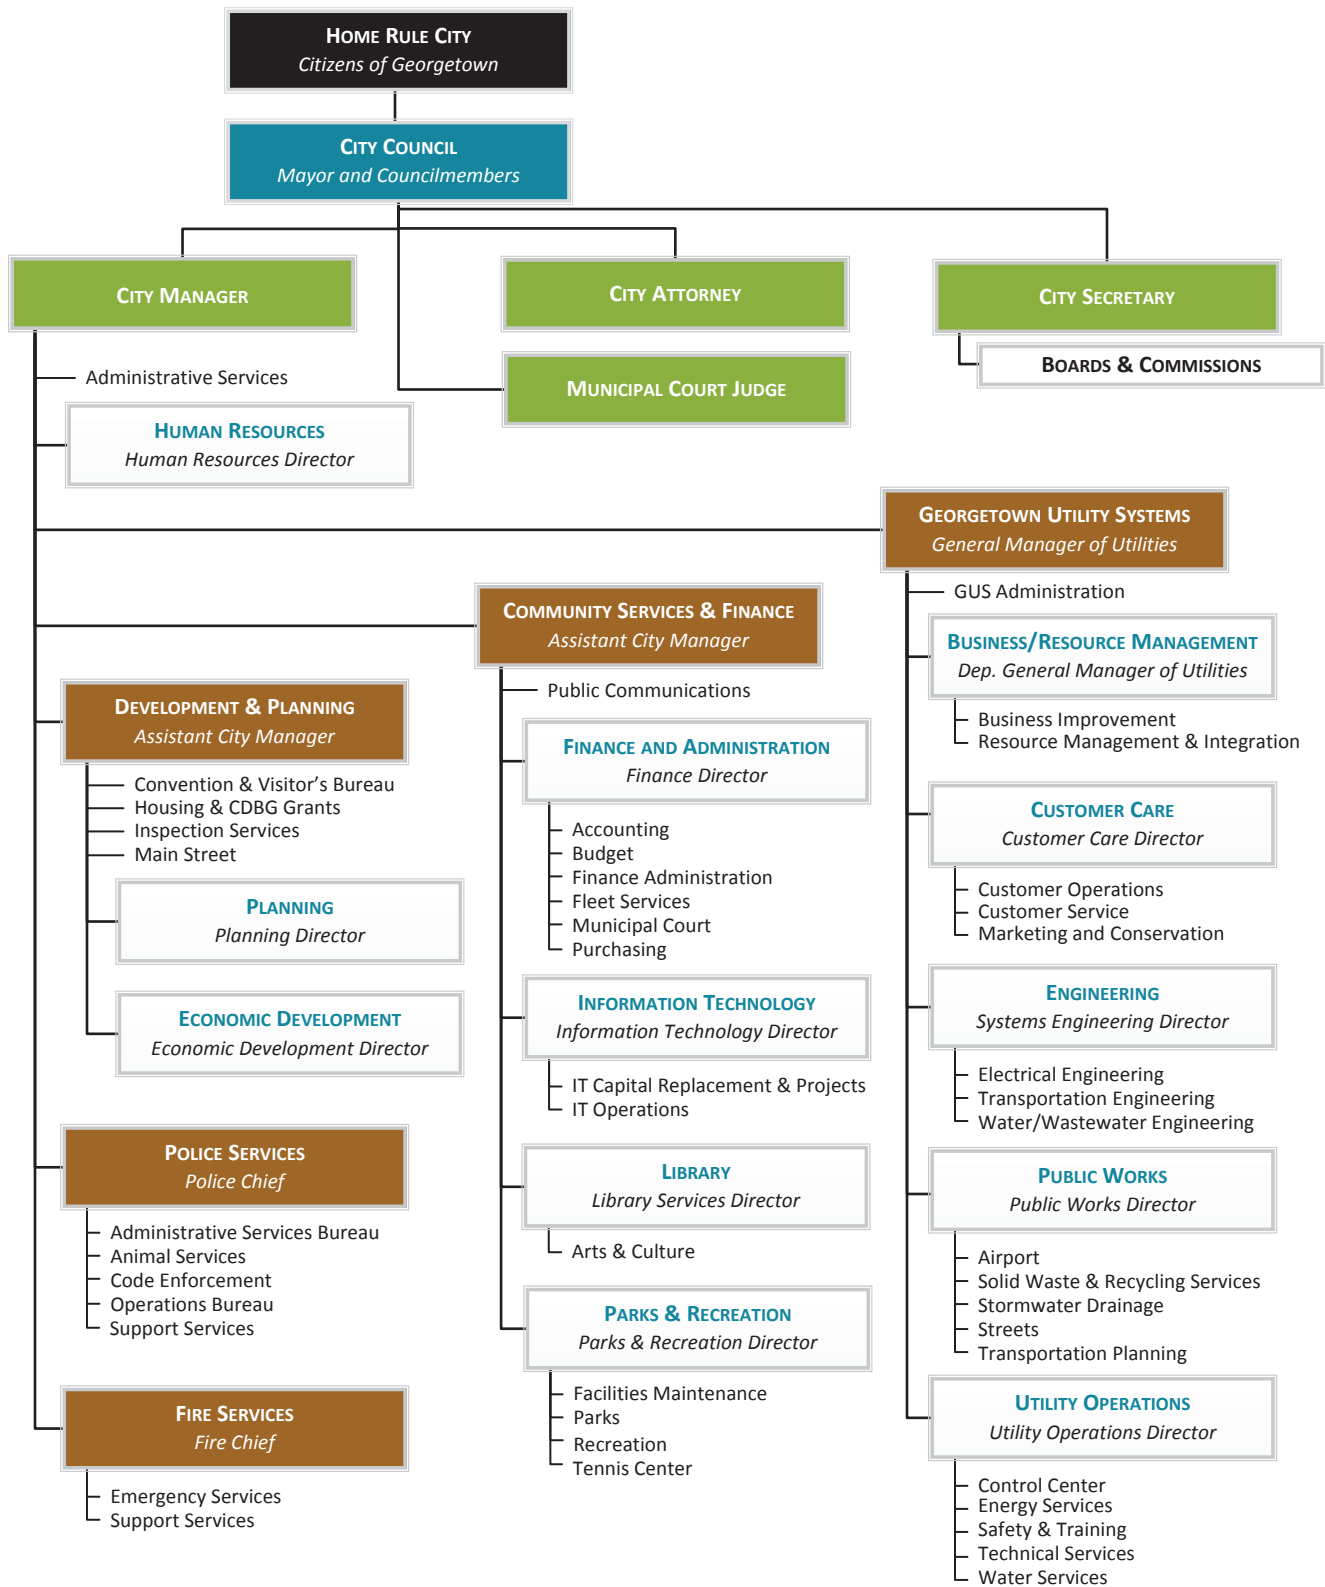 HOME RULE CITY
Citizens of Georgetown
CITY COUNCIL
Mayor and Councilmembers
CITY MANAGER
CITY ATTORNEY
CITY SECRETARY
BOARDS & COMMISSIONS
MUNICIPAL COURT JUDGE
Administrative Services
HUMAN RESOURCES
Human Resources Director
DEVELOPMENT & PLANNING
Assistant City Manager
Convention & Visitor's Bureau
Housing & CDBG Grants
Inspection Services
Main Street
PLANNING
Planning Director
ECONOMIC DEVELOPMENT
Economic Development Director
POLICE SERVICES
Police Chief
Administrative Services Bureau
Animal Services
Code Enforcement
Operations Bureau
Support Services
FIRE SERVICES
Fire Chief
Emergency Services
Support Services
COMMUNITY SERVICES & FINANCE
Assistant City Manager
Public Communications
FINANCE AND ADMINISTRATION
Finance Director
Accounting
Budget
Finance Administration
Fleet Services
Municipal Court
Purchasing
INFORMATION TECHNOLOGY
Information Technology Director
IT Capital Replacement & Projects
IT Operations
LIBRARY
Library Services Director
Arts & Culture
PARKS & RECREATION
Parks & Recreation Director
Facilities Maintenance
Parks
Recreation
Tennis Center
GEORGETOWN UTILITY SYSTEMS
General Manager of Utilities
GUS Administration
BUSINESS/RESOURCE MANAGEMENT
Dep. General Manager of Utilities
Business Improvement
Resource Management & Integration
CUSTOMER CARE
Customer Care Director
Customer Operations
Customer Service
Marketing and Conservation
ENGINEERING
Systems Engineering Director
Electrical Engineering
Transportation Engineering
Water/Wastewater Engineering
PUBLIC WORKS
Public Works Director
Airport
Solid Waste & Recycling Services
Stormwater Drainage
Streets
Transportation Planning
UTILITY OPERATIONS
Utility Operations Director
Control Center
Energy Services
Safety & Training
Technical Services
Water Services